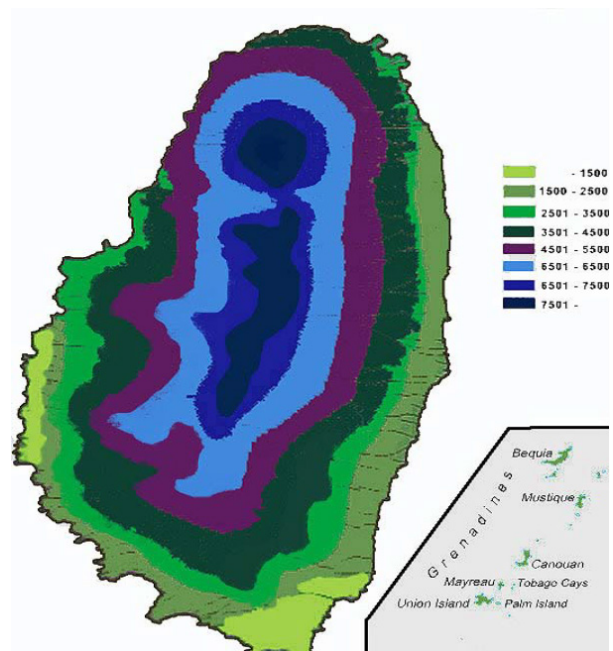 - 1500
1500 - 2500
2501 - 3500
3501 - 4500
4501 - 5500
5501 - 6500
6501 - 7500
7501 -
Grenadines
Bequia
Mustique
Canouan
Mayreau
Tobago Cays
Union Island
Palm Island